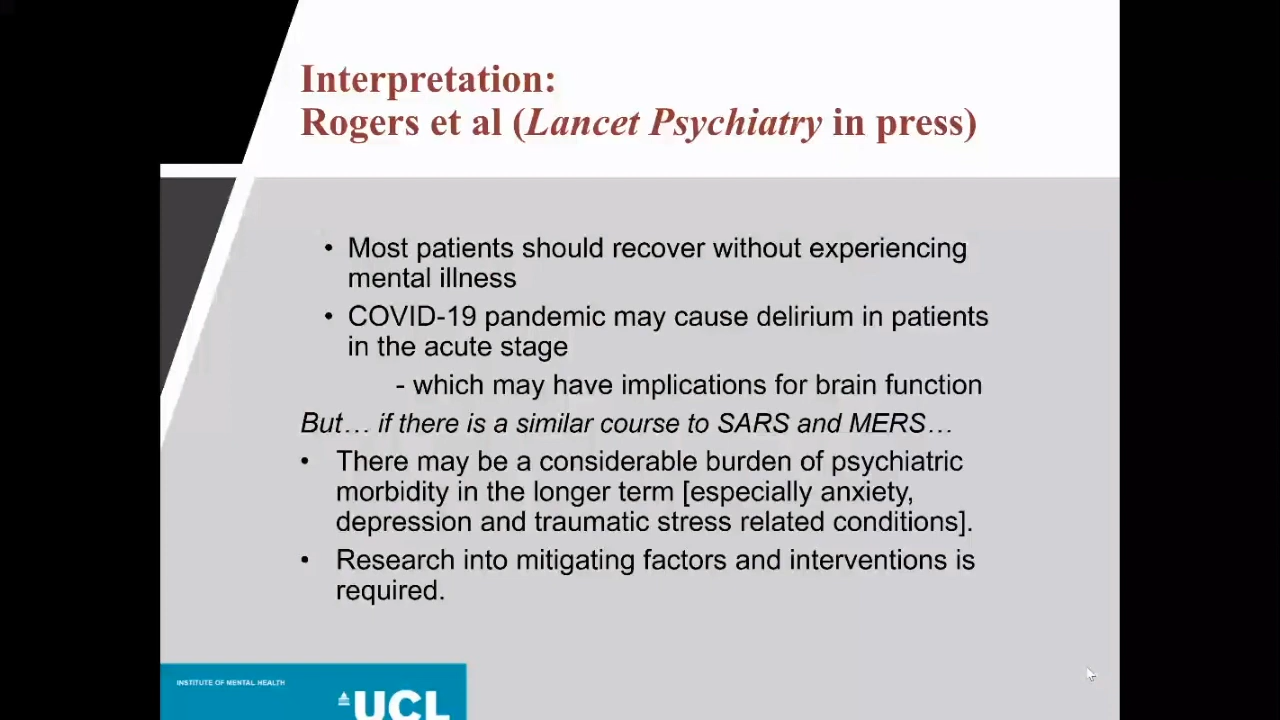 Interpretation:
Rogers et al (Lancet Psychiatry in press)
• Most patients should recover without experiencing
mental illness
• COVID-19 pandemic may cause delirium in patients
in the acute stage
- which may have implications for brain function
But… if there is a similar course to SARS and MERS…
• There may be a considerable burden of psychiatric
morbidity in the longer term [especially anxiety,
depression and traumatic stress related conditions].
• Research into mitigating factors and interventions is
required.
INSTITUTE OF MENTAL HEALTH
UCL